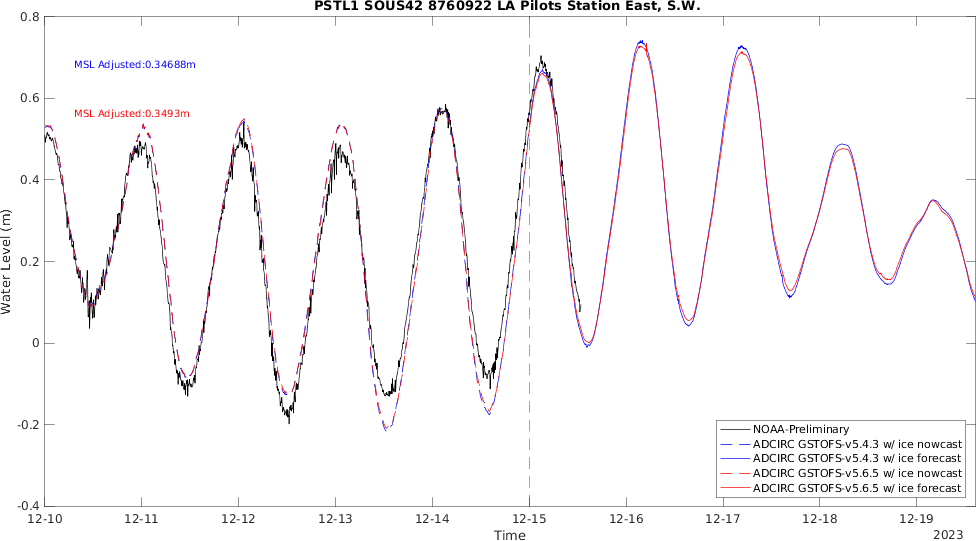 PSTL1 SOUS42 8760922 LA Pilots Station East, S.W.
0.8
0.6
0.4
0.2
0
-0.2
-0.4
Water Level (m)
MSL Adjusted:0.34688m
MSL Adjusted:0.3493m
NOAA-Preliminary
ADCIRC GSTOFS-v5.4.3 w/ ice nowcast
ADCIRC GSTOFS-v5.4.3 w/ ice forecast
ADCIRC GSTOFS-v5.6.5 w/ ice nowcast
ADCIRC GSTOFS-v5.6.5 w/ ice forecast
12-10 12-11 12-12 12-13 12-14 12-15 12-16 12-17 12-18 12-19
Time
2023